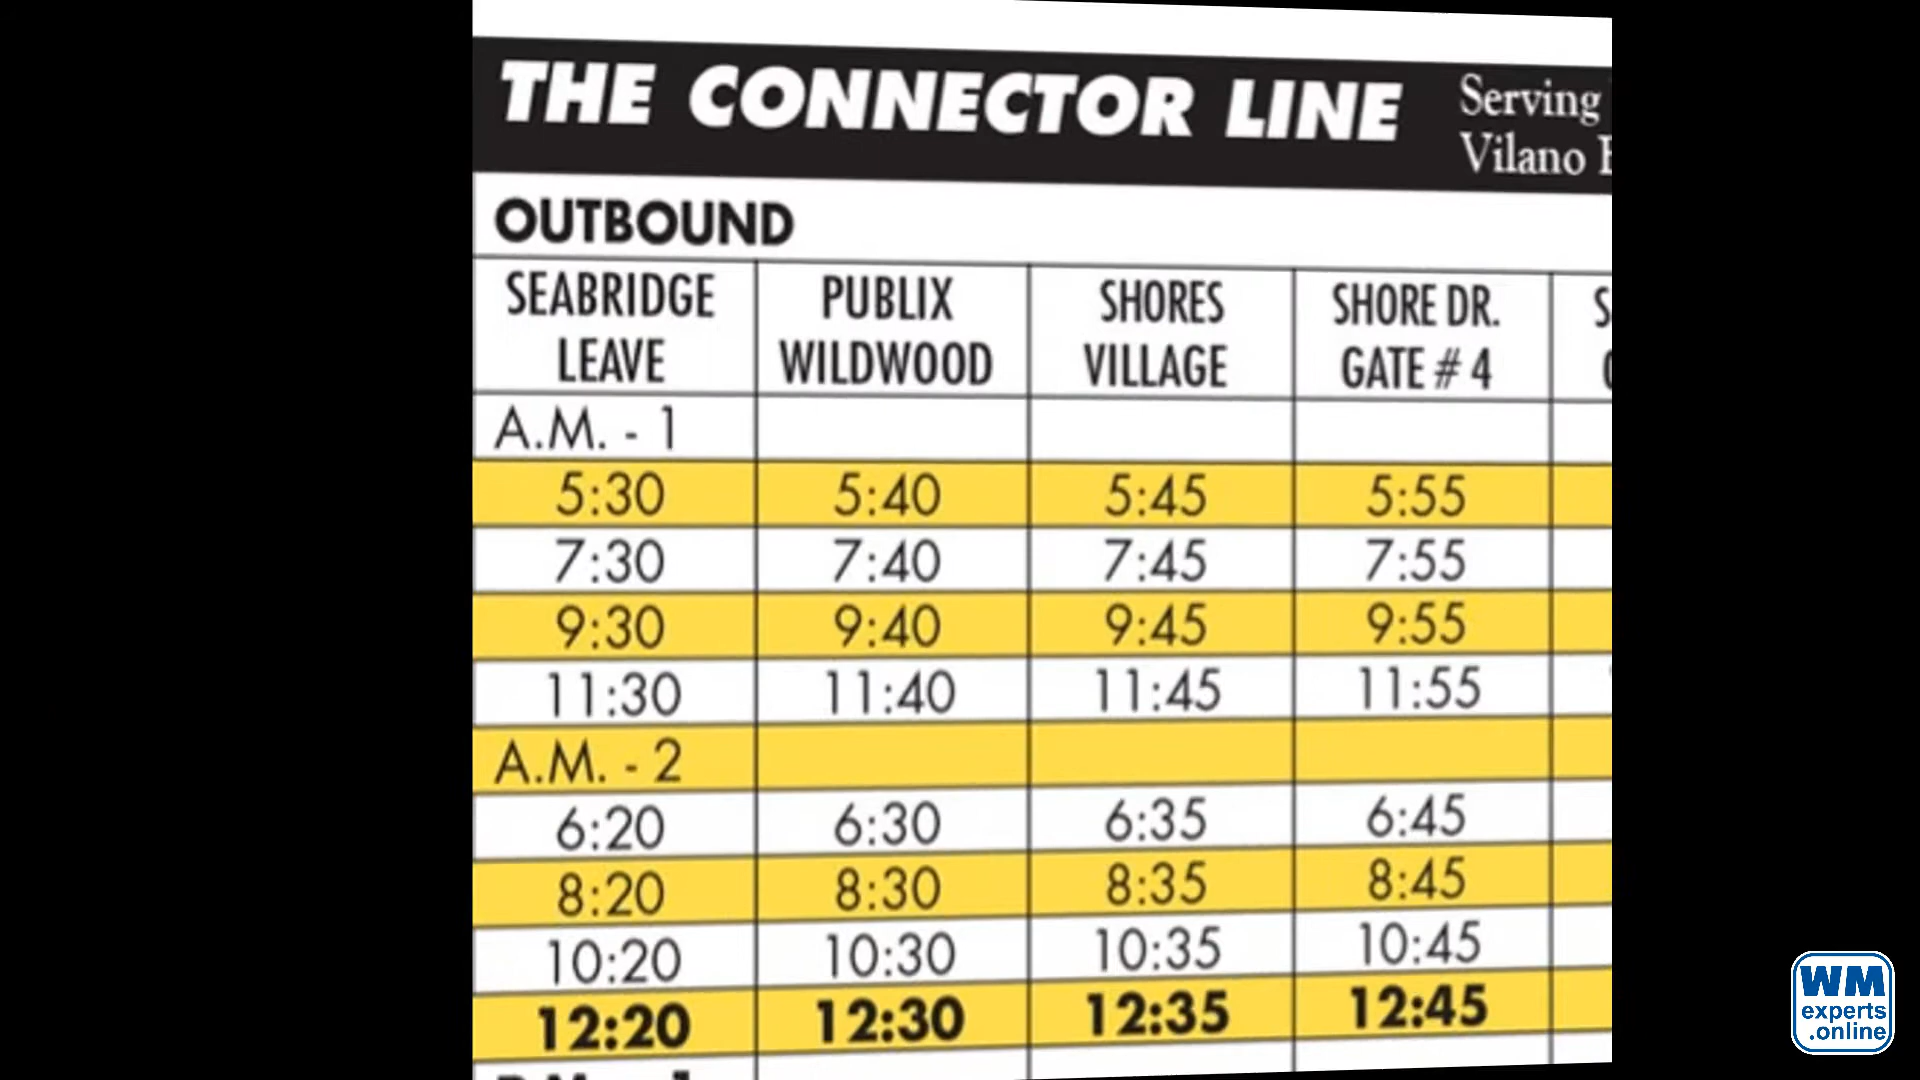 THE CONNECTOR LINE
Serving
Vilano
OUTBOUND
SEABRIDGE LEAVE PUBLIX WILDWOOD SHORES VILLAGE SHORE DR. GATE # 4
A.M. - 1
5:30 5:40 5:45 5:55
7:30 7:40 7:45 7:55
9:30 9:40 9:45 9:55
11:30 11:40 11:45 11:55
A.M. - 2
6:20 6:30 6:35 6:45
8:20 8:30 8:35 8:45
10:20 10:30 10:35 10:45
12:20 12:30 12:35 12:45
WM
experts
.online